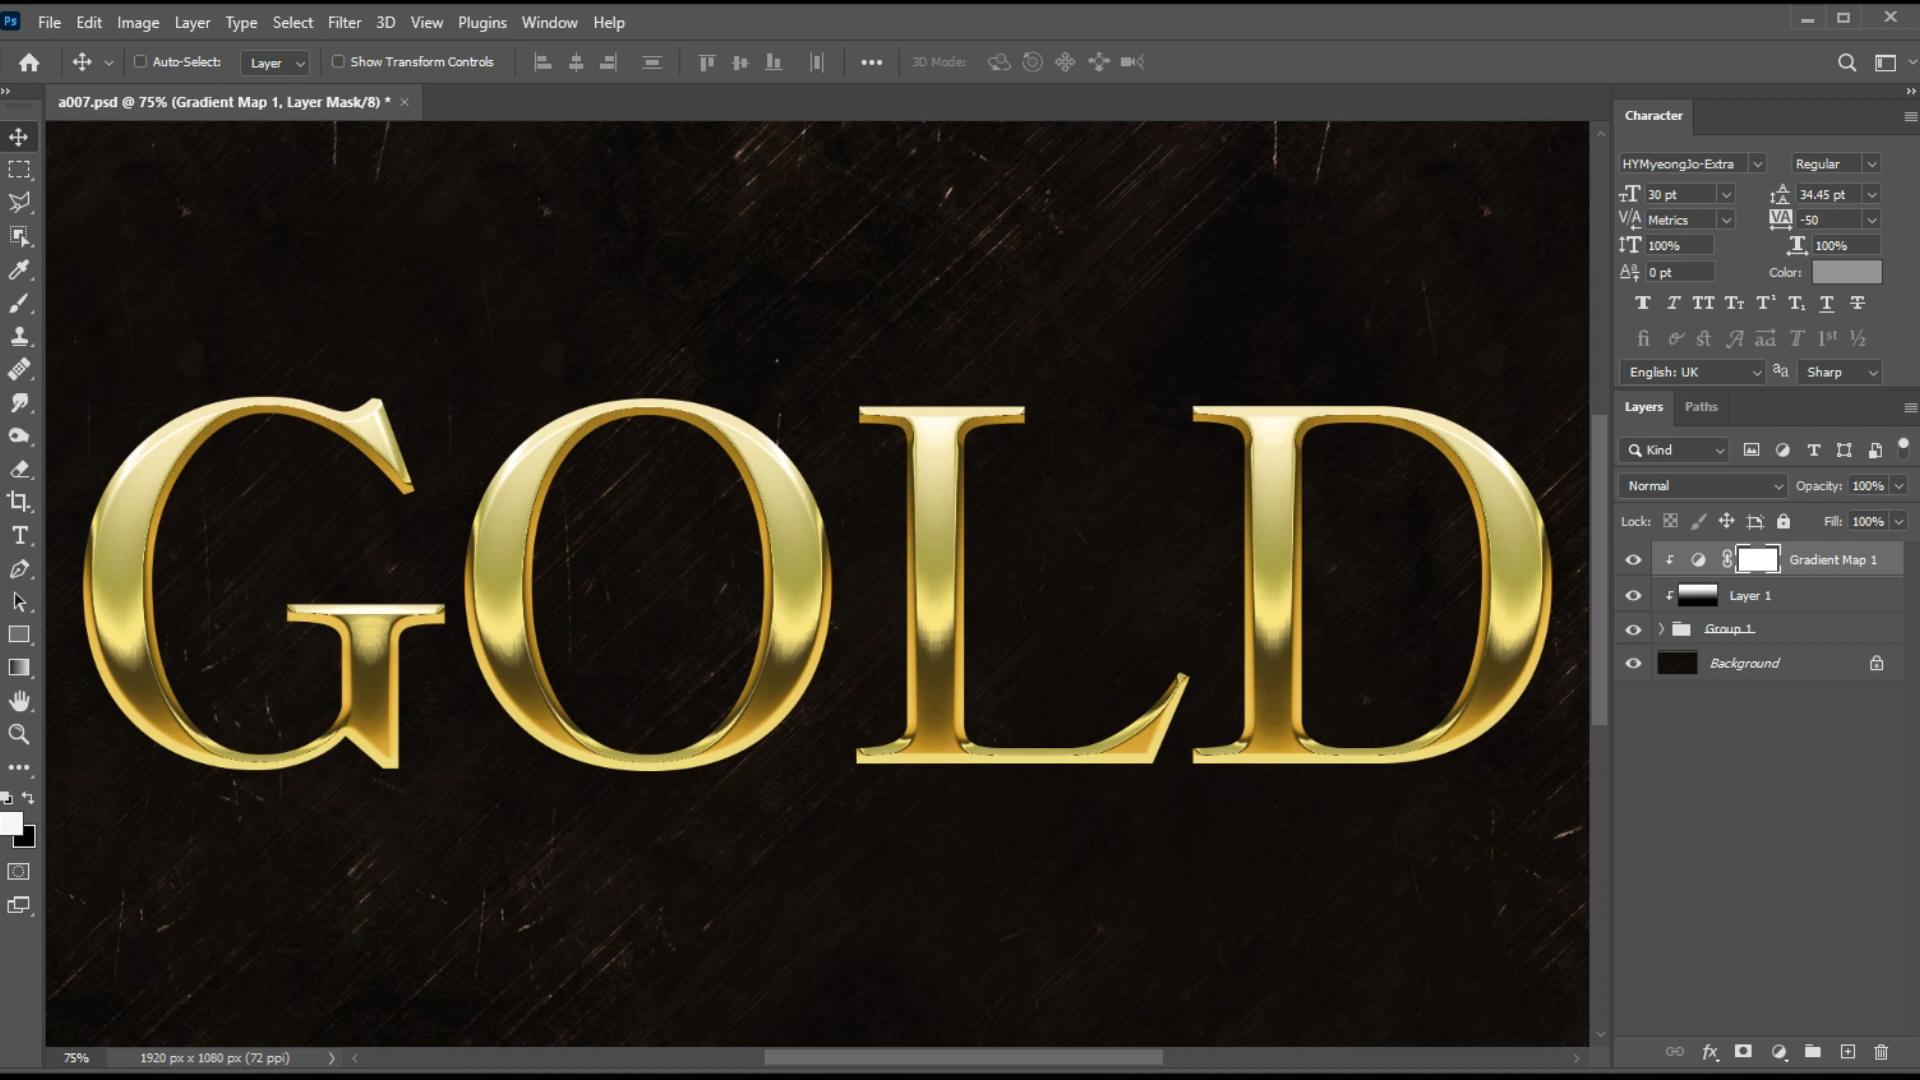 Ps File Edit Image Layer Type Select Filter 3D View Plugins Window Help
Auto-Select: Layer Show Transform Controls 3D Mode:
a007.psd @ 75% (Gradient Map 1, Layer Mask/8) *
GOLD
75% 1920 px x 1080 px (72 ppi)
Character
HYMyeongJo-Extra Regular
30 pt 34.45 pt
Metrics -50
100% 100%
0 pt Color:
English: UK Sharp
Layers Paths
Kind
Normal Opacity: 100%
Lock: Fill: 100%
Gradient Map 1
Layer 1
Group 1
Background